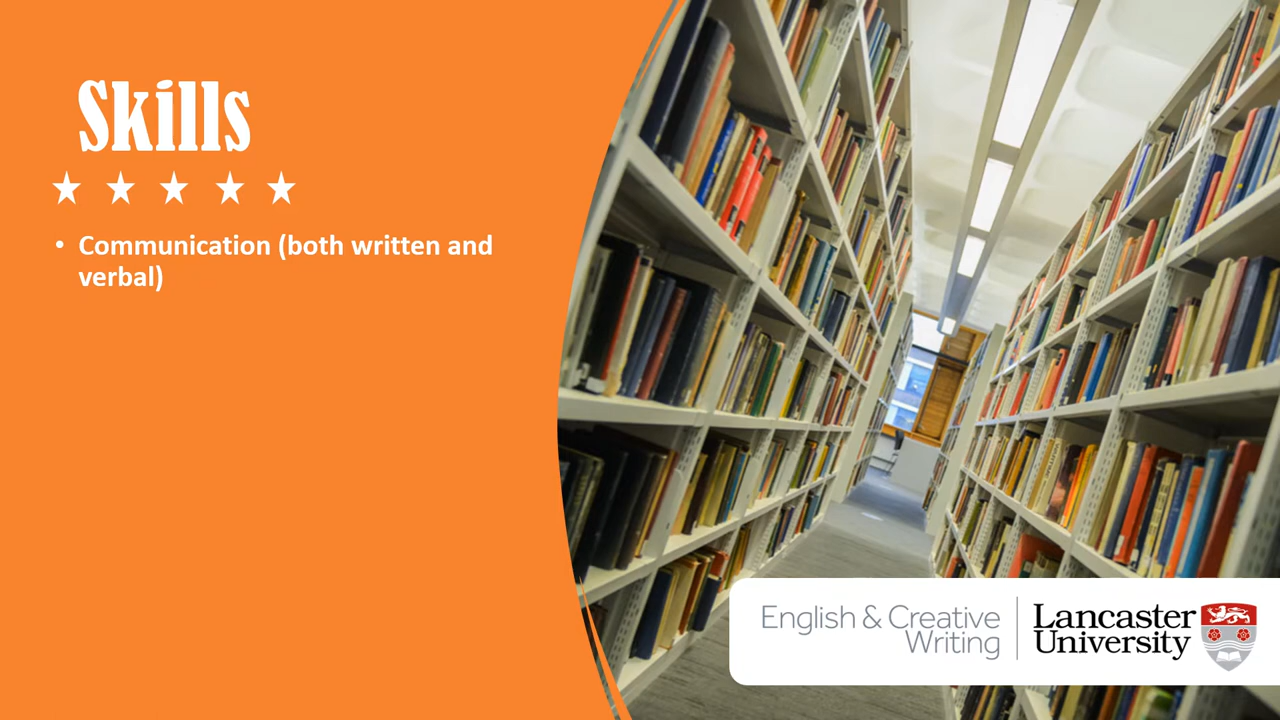 Skills
• Communication (both written and
verbal)
English & Creative
Writing
Lancaster
University